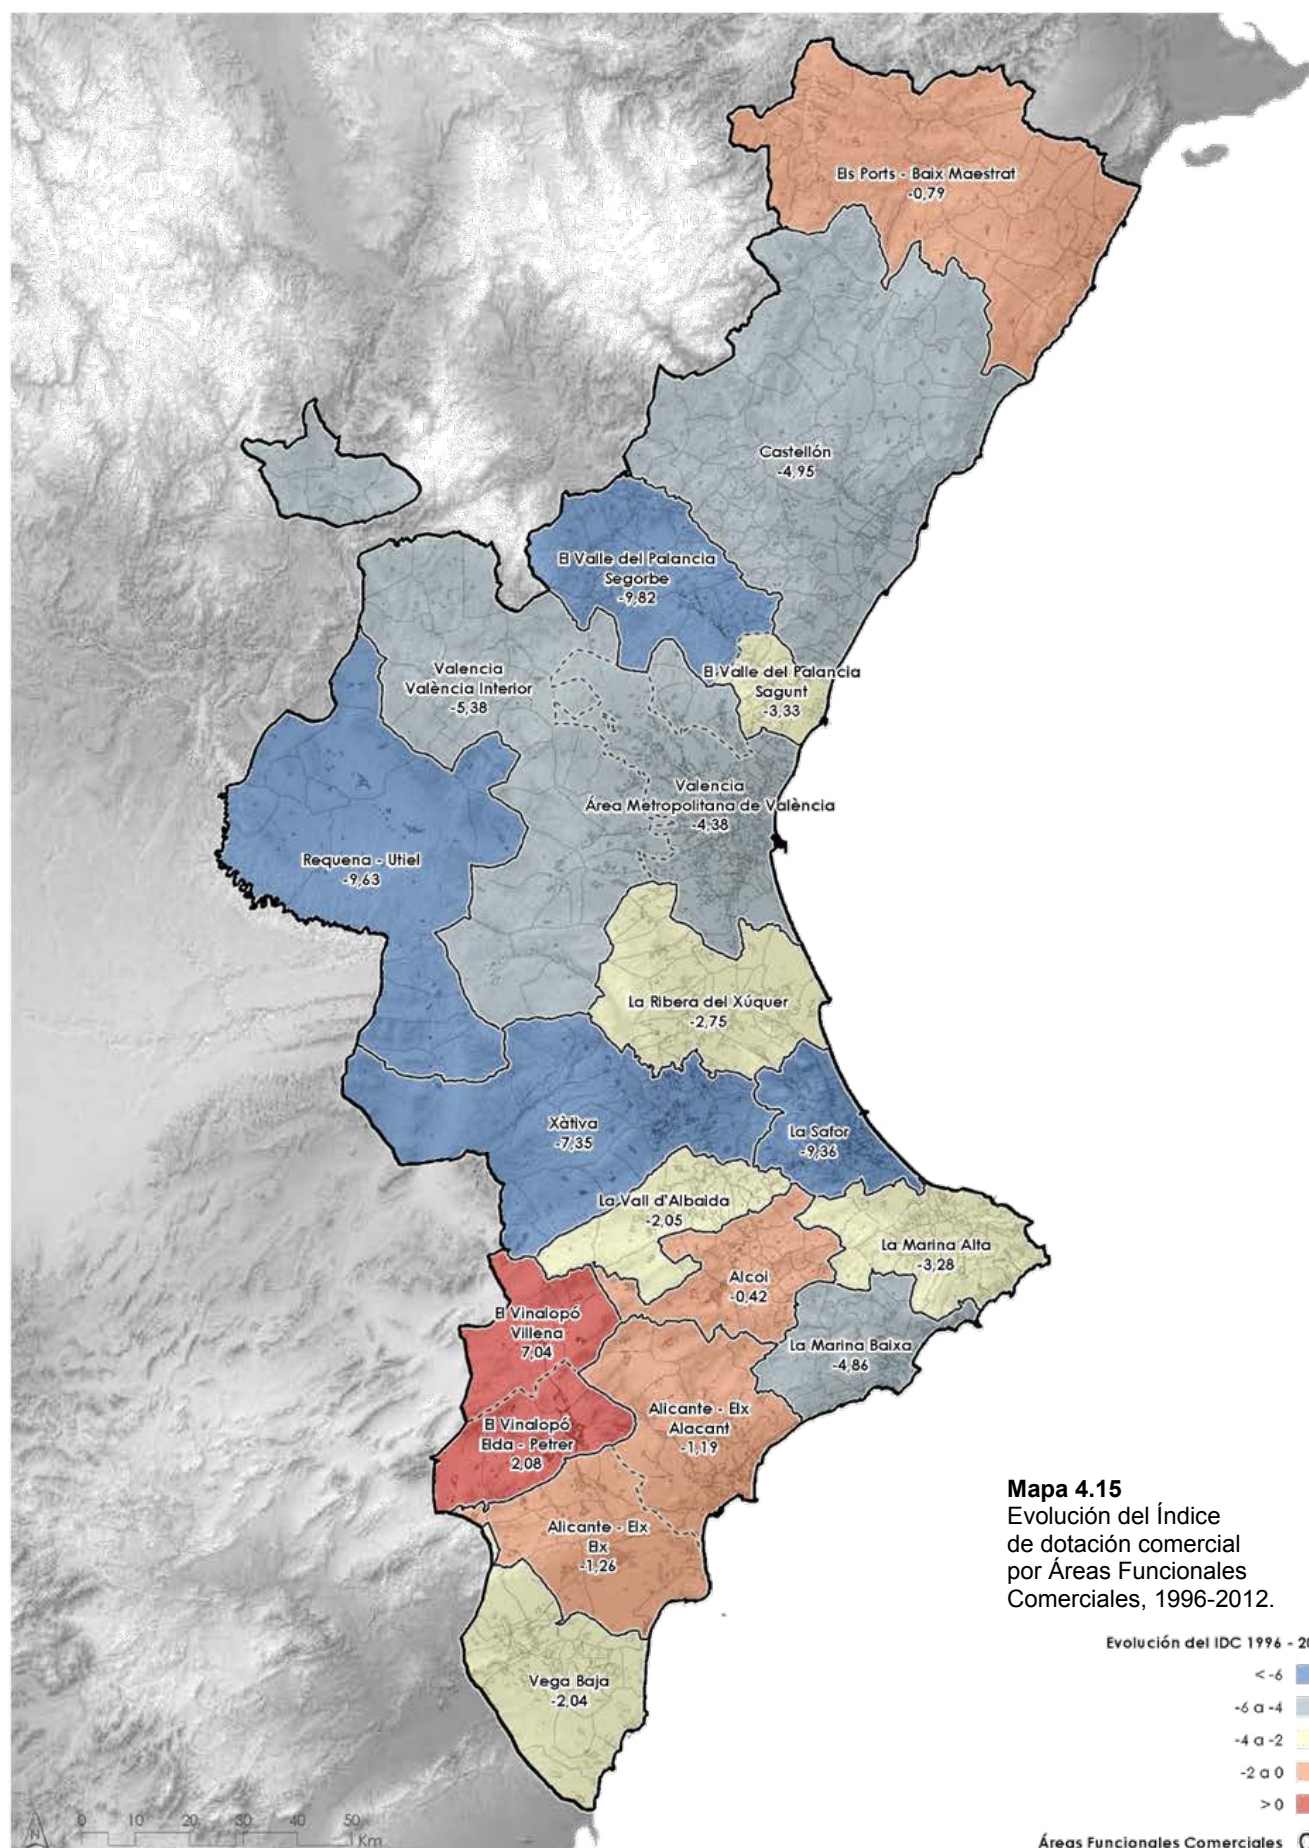 Els Ports - Baix Maestrat
-0,79
Castellón
-4,95
El Valle del Palancia
Segorbe
-9,82
Valencia
València Interior
-5,38
El Valle del Palancia
Sagunt
-3,33
Valencia
Área Metropolitana de València
-4,38
Requena - Utiel
-9,63
La Ribera del Xúquer
-2,75
Xàtiva
-7,35
La Safor
-9,36
La Vall d'Albaida
-2,05
La Marina Alta
-3,28
Alcoi
-0,42
El Vinalopó
Villena
7,04
La Marina Baixa
-4,86
Alicante - Elx
Alacant
-1,19
El Vinalopó
Elda - Petrer
2,08
Alicante - Elx
Elx
-1,26
Vega Baja
-2,04
Mapa 4.15
Evolución del Índice
de dotación comercial
por Áreas Funcionales
Comerciales, 1996-2012.
Evolución del IDC 1996 - 20
< -6
-6 a -4
-4 a -2
-2 a 0
> 0
Áreas Funcionales Comerciales
N
0 10 20 30 40 50
Km